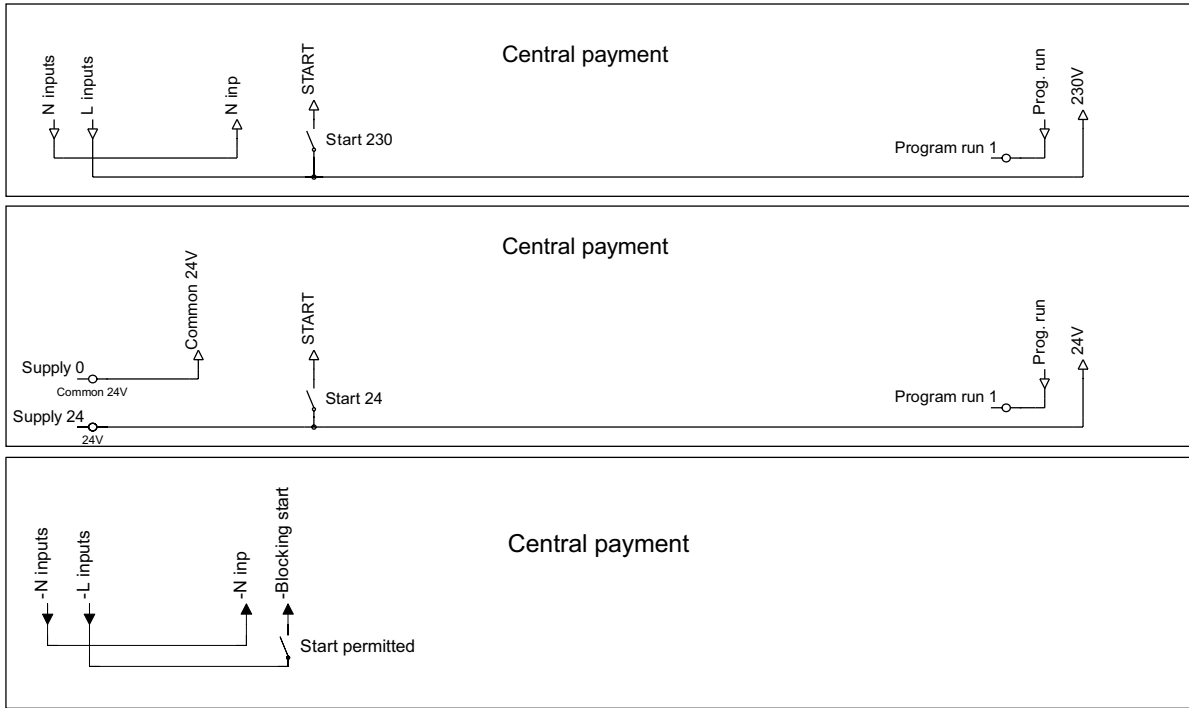 Central payment
N inputs
L inputs
N inp
START
Start 230
Program run 1
Prog. run
230V
Central payment
Supply 0
Common 24V
Common 24V
Supply 24
24V
START
Start 24
Program run 1
Prog. run
24V
Central payment
-N inputs
-L inputs
-N inp
-Blocking start
Start permitted